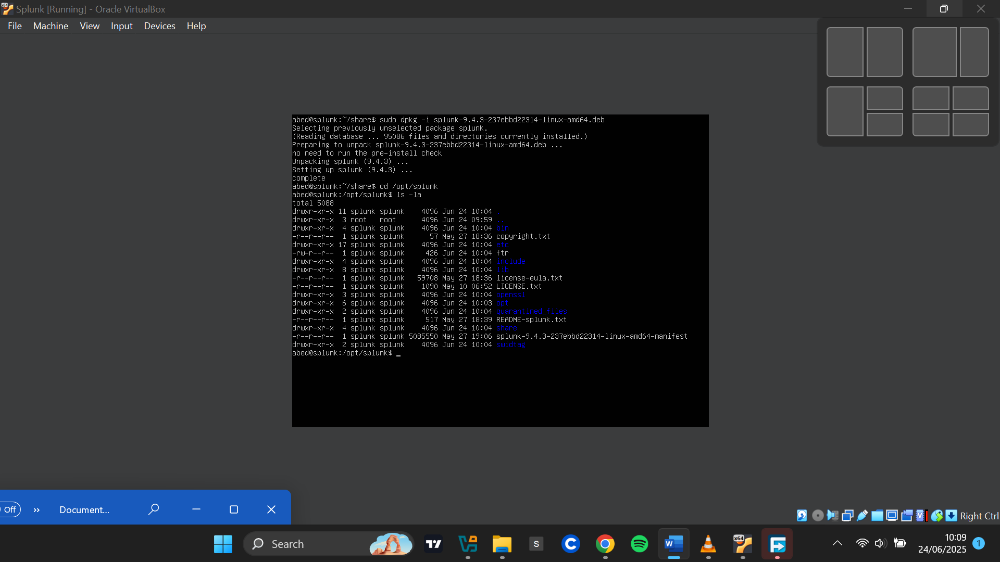 Splunk [Running] - Oracle VirtualBox
File Machine View Input Devices Help
abed@splunk:~/share$ sudo dpkg -i splunk-9.4.3-237ebbd22314-linux-amd64.deb
Selecting previously unselected package splunk.
(Reading database ... 95086 files and directories currently installed.)
Preparing to unpack splunk-9.4.3-237ebbd22314-linux-amd64.deb ...
no need to run the pre-install check
Unpacking splunk (9.4.3) ...
Setting up splunk (9.4.3) ...
complete
abed@splunk:~/share$ cd /opt/splunk
abed@splunk:/opt/splunk$ ls -la
total 5088
drwxr-xr-x 11 splunk splunk 4096 Jun 24 10:04 .
drwxr-xr-x 3 root root 4096 Jun 24 09:59 ..
drwxr-xr-x 4 splunk splunk 4096 Jun 24 10:04 bin
-r--r--r-- 1 splunk splunk 57 May 27 18:36 copyright.txt
drwxr-xr-x 17 splunk splunk 4096 Jun 24 10:04 etc
-rw-r--r-- 1 splunk splunk 426 Jun 24 10:04 ftr
drwxr-xr-x 4 splunk splunk 4096 Jun 24 10:04 include
drwxr-xr-x 8 splunk splunk 4096 Jun 24 10:04 lib
-r--r--r-- 1 splunk splunk 59708 May 27 18:36 license-eula.txt
-r--r--r-- 1 splunk splunk 1090 May 10 06:52 LICENSE.txt
drwxr-xr-x 3 splunk splunk 4096 Jun 24 10:04 openssl
drwxr-xr-x 6 splunk splunk 4096 Jun 24 10:03 opt
drwxr-xr-x 2 splunk splunk 4096 Jun 24 10:04 quarantined_files
-r--r--r-- 1 splunk splunk 517 May 27 18:39 README-splunk.txt
drwxr-xr-x 4 splunk splunk 4096 Jun 24 10:04 share
-r--r--r-- 1 splunk splunk 5085550 May 27 19:06 splunk-9.4.3-237ebbd22314-linux-amd64-manifest
drwxr-xr-x 2 splunk splunk 4096 Jun 24 10:04 swidtag
abed@splunk:/opt/splunk$ _
Off » Document...
Right Ctrl
Search
S
W
x64
10:09
24/06/2025
1